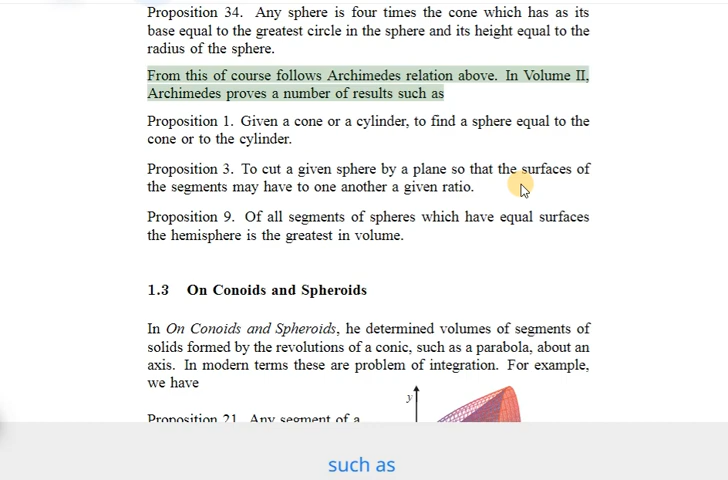 Proposition 34. Any sphere is four times the cone which has as its
base equal to the greatest circle in the sphere and its height equal to the
radius of the sphere.
From this of course follows Archimedes relation above. In Volume II,
Archimedes proves a number of results such as
Proposition 1. Given a cone or a cylinder, to find a sphere equal to the
cone or to the cylinder.
Proposition 3. To cut a given sphere by a plane so that the surfaces of
the segments may have to one another a given ratio.
Proposition 9. Of all segments of spheres which have equal surfaces
the hemisphere is the greatest in volume.
1.3 On Conoids and Spheroids
In On Conoids and Spheroids, he determined volumes of segments of
solids formed by the revolutions of a conic, such as a parabola, about an
axis. In modern terms these are problem of integration. For example,
we have
y
Proposition 21. Any segment of a
such as